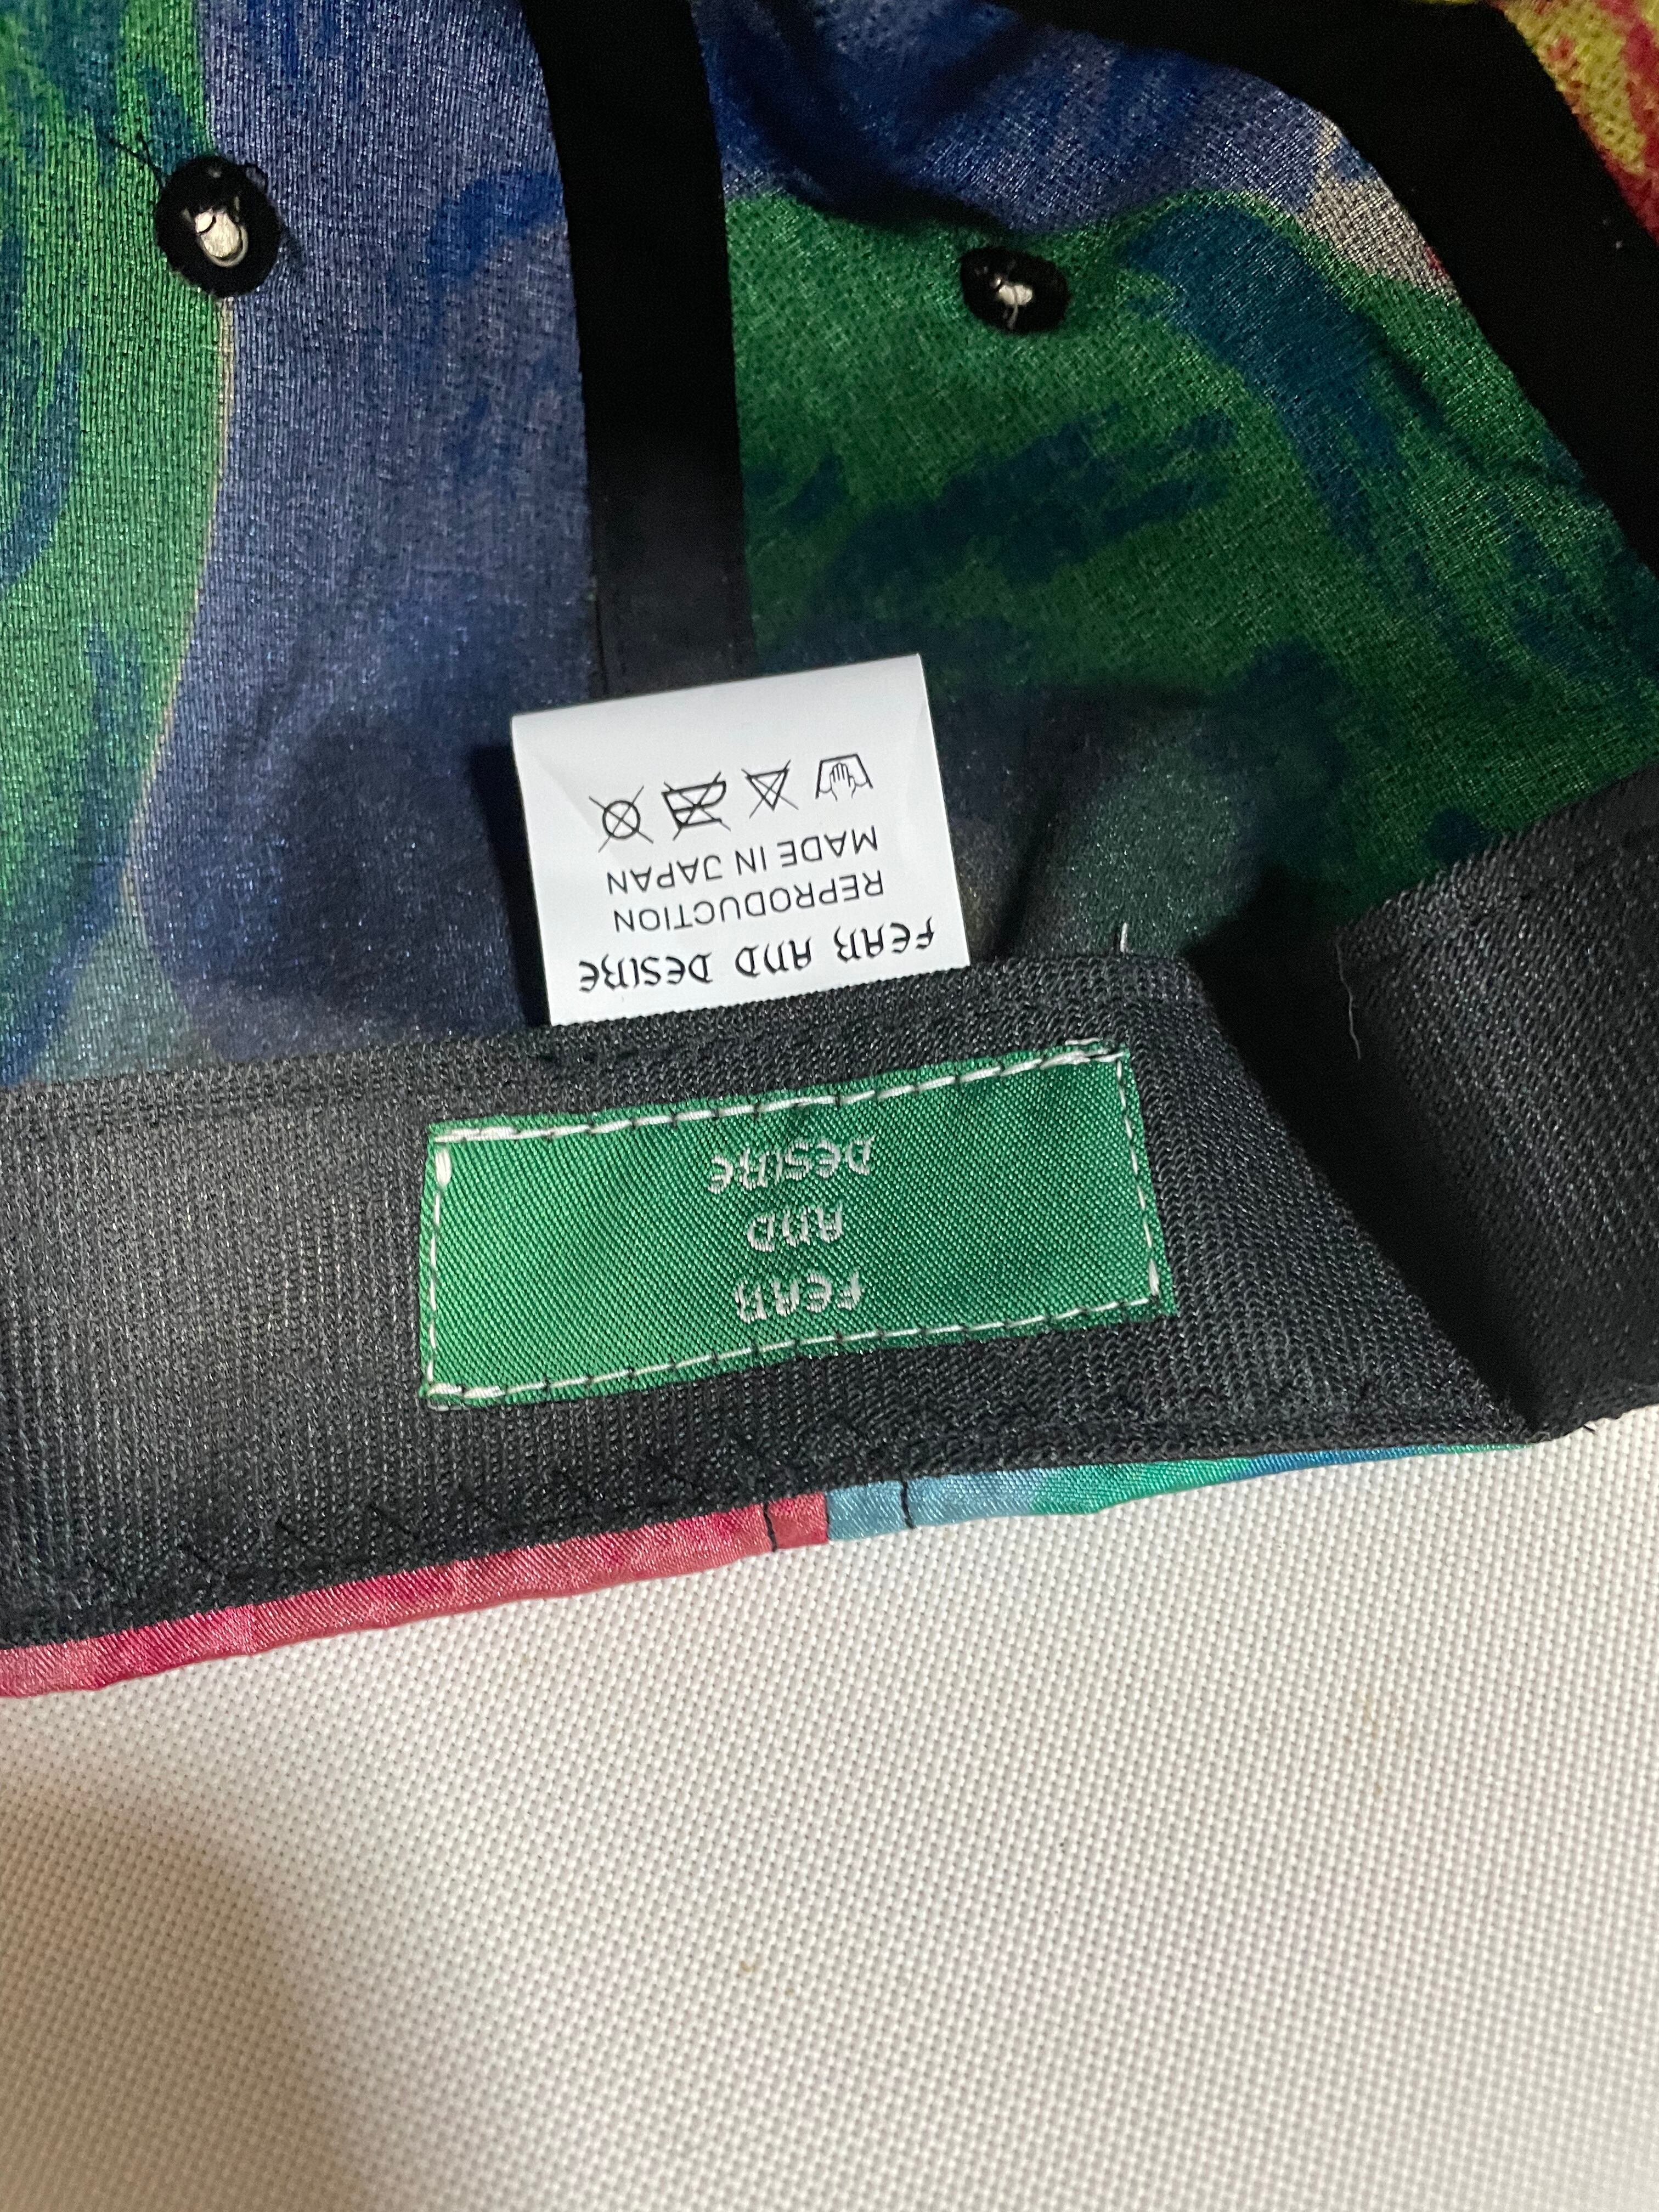 FEAR AND DESIRE
REPRODUCTION
MADE IN JAPAN
FEAR
AND
DESIRE